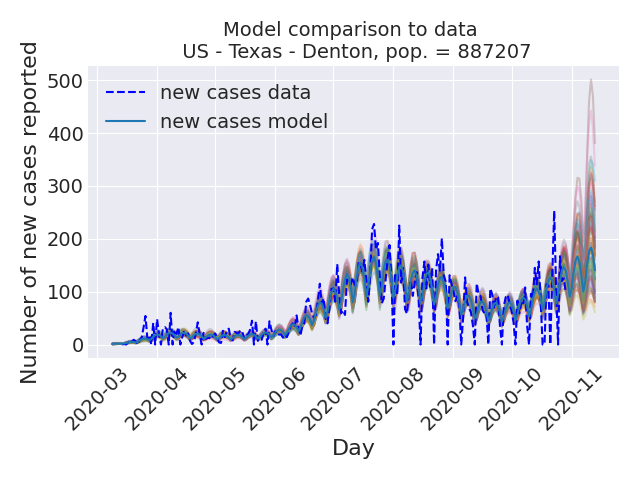 Model comparison to data
US - Texas - Denton, pop. = 887207
Number of new cases reported
500
400
300
200
100
0
new cases data
new cases model
2020-03
2020-04
2020-05
2020-06
2020-07
2020-08
2020-09
2020-10
2020-11
Day